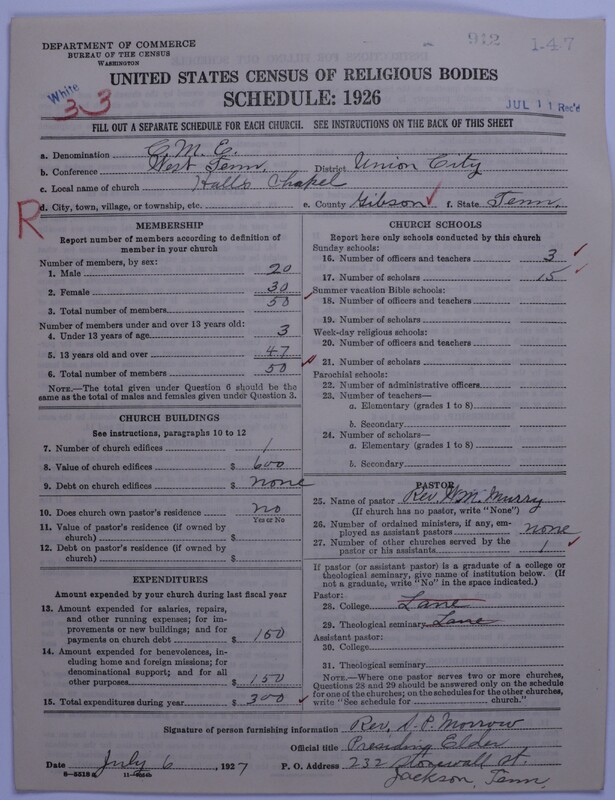 DEPARTMENT OF COMMERCE
BUREAU OF THE CENSUS
WASHINGTON
912
1-47
UNITED STATES CENSUS OF RELIGIOUS BODIES
SCHEDULE: 1926
White
33
JUL 11 Rec'd
FILL OUT A SEPARATE SCHEDULE FOR EACH CHURCH. SEE INSTRUCTIONS ON THE BACK OF THIS SHEET
a. Denomination C. M. E.
b. Conference West Tenn. District Union City
c. Local name of church Halls Chapel
d. City, town, village, or township, etc. e. County Gibson f. State Tenn.
R
MEMBERSHIP
Report number of members according to definition of
member in your church
Number of members, by sex:
1. Male 20
2. Female 30
3. Total number of members 50
Number of members under and over 13 years old:
4. Under 13 years of age 3
5. 13 years old and over 47
6. Total number of members 50
NOTE.—The total given under Question 6 should be the
same as the total of males and females given under Question 3.
CHURCH BUILDINGS
See instructions, paragraphs 10 to 12
7. Number of church edifices 1
8. Value of church edifices $ 600
9. Debt on church edifices $ none
10. Does church own pastor's residence no
Yes or No
11. Value of pastor's residence (if owned by
church) $
12. Debt on pastor's residence (if owned by
church) $
EXPENDITURES
Amount expended by your church during last fiscal year
13. Amount expended for salaries, repairs,
and other running expenses; for im-
provements or new buildings; and for
payments on church debt $ 150
14. Amount expended for benevolences, in-
cluding home and foreign missions; for
denominational support; and for all
other purposes $ 150
15. Total expenditures during year $ 300
CHURCH SCHOOLS
Report here only schools conducted by this church
Sunday schools:
16. Number of officers and teachers 3
17. Number of scholars 15
Summer vacation Bible schools:
18. Number of officers and teachers
19. Number of scholars
Week-day religious schools:
20. Number of officers and teachers
21. Number of scholars
Parochial schools:
22. Number of administrative officers
23. Number of teachers—
a. Elementary (grades 1 to 8)
b. Secondary
24. Number of scholars—
a. Elementary (grades 1 to 8)
b. Secondary
PASTOR
25. Name of pastor Rev. Wm. Murry
(If church has no pastor, write "None")
26. Number of ordained ministers, if any, em-
ployed as assistant pastors none
27. Number of other churches served by the
pastor or his assistants 1
If pastor (or assistant pastor) is a graduate of a college or
theological seminary, give name of institution below. (If
not a graduate, write "No" in the space indicated.)
Pastor:
28. College Lane
29. Theological seminary Lane
Assistant pastor:
30. College
31. Theological seminary
NOTE.—Where one pastor serves two or more churches,
Questions 28 and 29 should be answered only on the schedule
for one of the churches; on the schedules for the other churches,
write "See schedule for church."
Signature of person furnishing information Rev. S. P. Morrow
Official title Presiding Elder
Date July 6, 1927 P. O. Address 232 Stonewall St.
Jackson, Tenn.